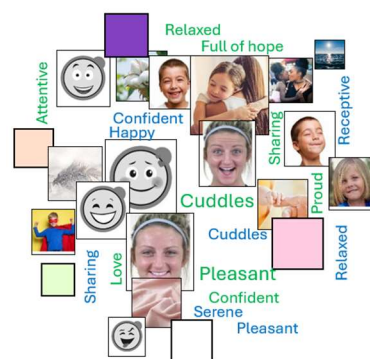 Relaxed
Full of hope
Attentive
Confident
Happy
Sharing
Receptive
Cuddles
Proud
Cuddles
Sharing
Love
Relaxed
Pleasant
Confident
Serene
Pleasant